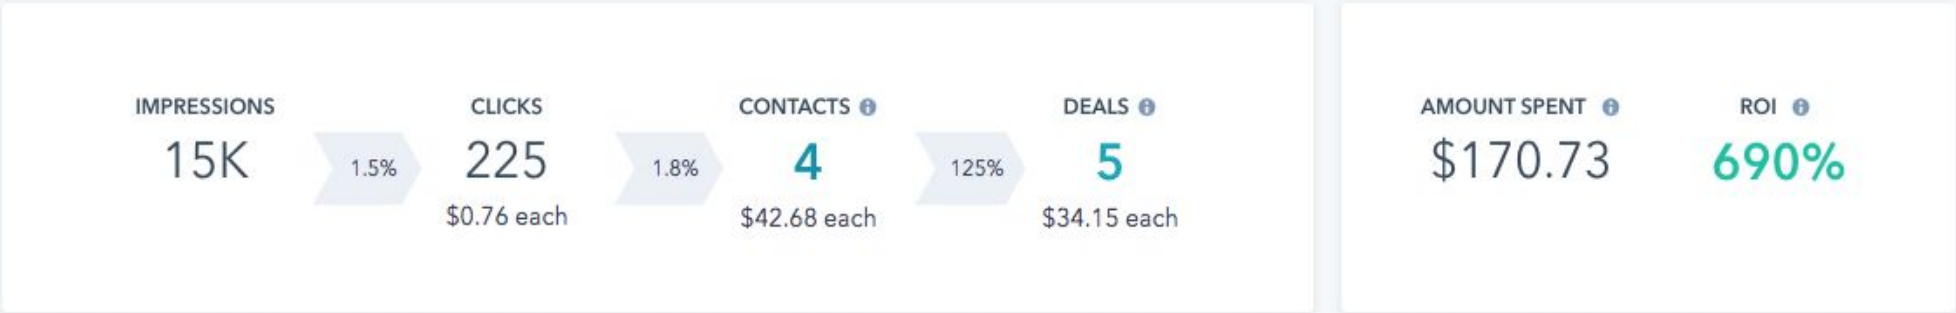 IMPRESSIONS
15K
1.5%
CLICKS
225
$0.76 each
1.8%
CONTACTS
4
$42.68 each
125%
DEALS
5
$34.15 each
AMOUNT SPENT
$170.73
ROI
690%